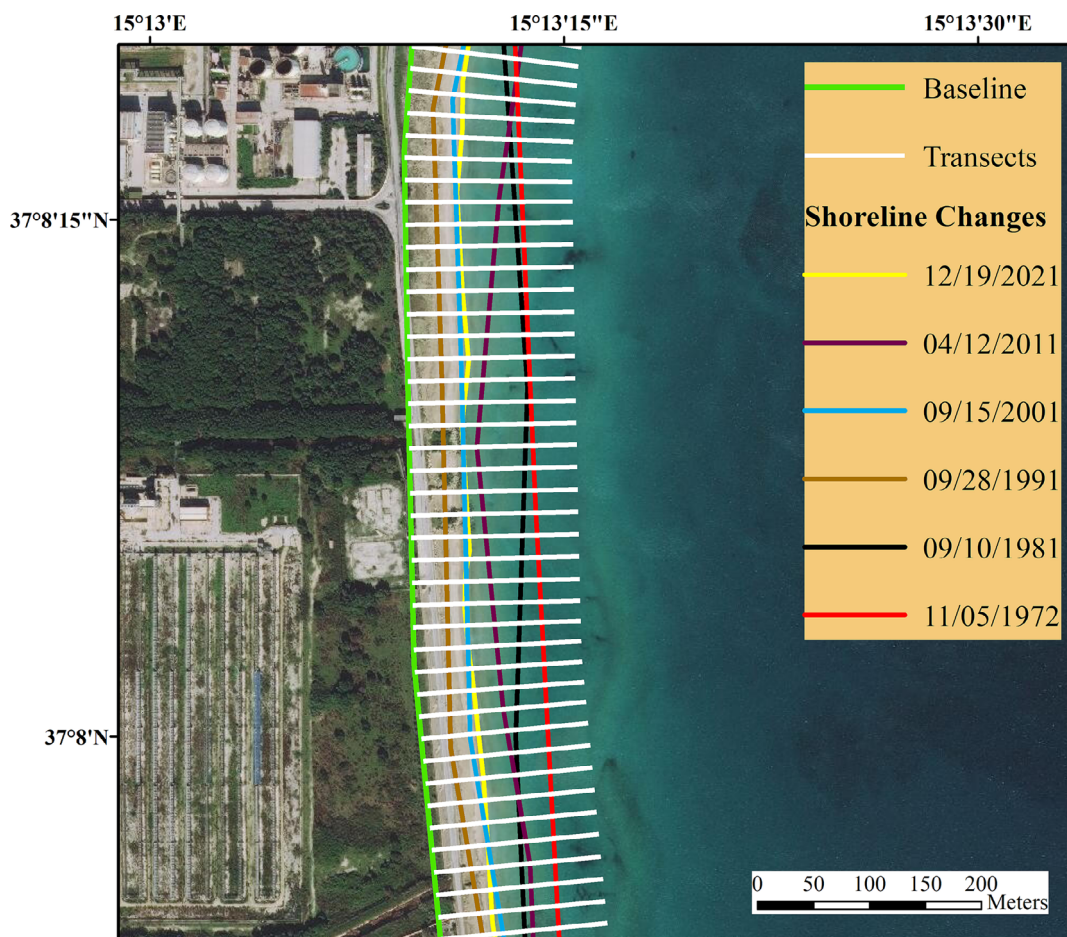 15°13'E 15°13'15"E 15°13'30"E
37°8'15"N
37°8'N
Baseline
Transects
Shoreline Changes
12/19/2021
04/12/2011
09/15/2001
09/28/1991
09/10/1981
11/05/1972
0 50 100 150 200
Meters